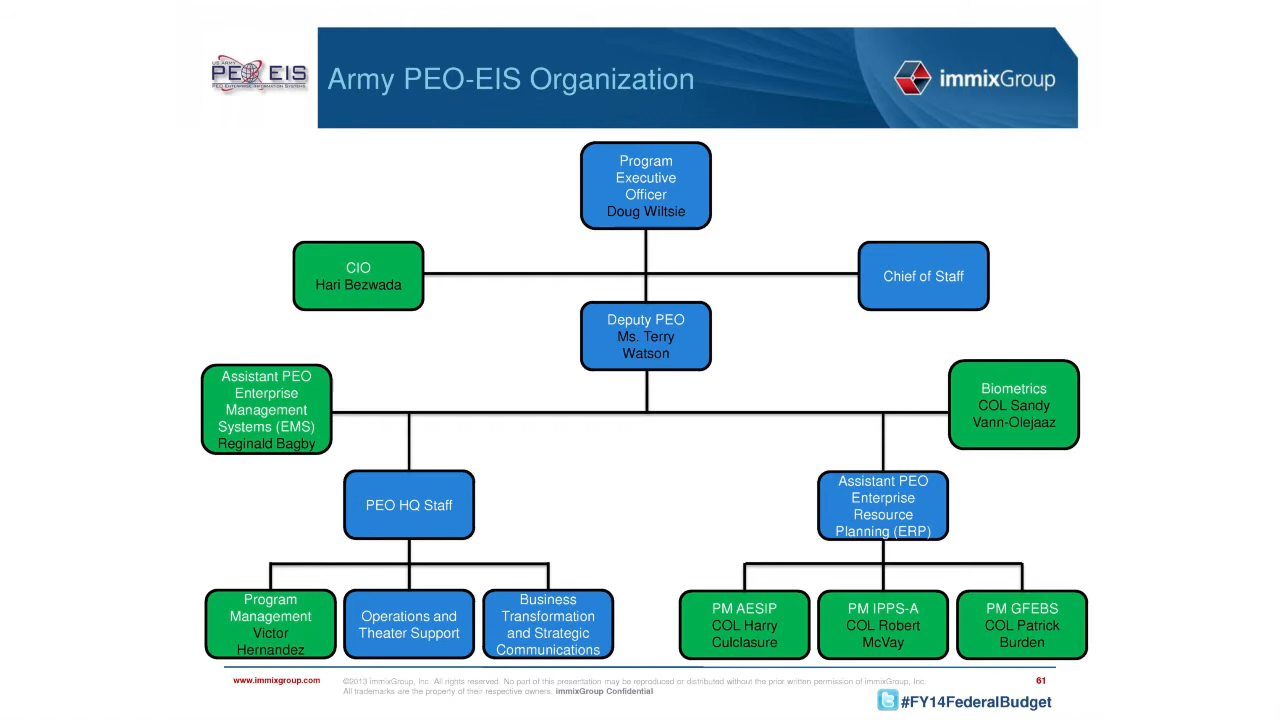 US ARMY
PEO EIS
PEO ENTERPRISE INFORMATION SYSTEMS
Army PEO-EIS Organization
immixGroup
Program
Executive
Officer
Doug Wiltsie
CIO
Hari Bezwada
Chief of Staff
Deputy PEO
Ms. Terry
Watson
Assistant PEO
Enterprise
Management
Systems (EMS)
Reginald Bagby
Biometrics
COL Sandy
Vann-Olejaaz
PEO HQ Staff
Assistant PEO
Enterprise
Resource
Planning (ERP)
Program
Management
Victor
Hernandez
Operations and
Theater Support
Business
Transformation
and Strategic
Communications
PM AESIP
COL Harry
Culclasure
PM IPPS-A
COL Robert
McVay
PM GFEBS
COL Patrick
Burden
www.immixgroup.com
©2013 immixGroup, Inc. All rights reserved. No part of this presentation may be reproduced or distributed without the prior written permission of immixGroup, Inc.
All trademarks are the property of their respective owners. immixGroup Confidential
61
#FY14FederalBudget